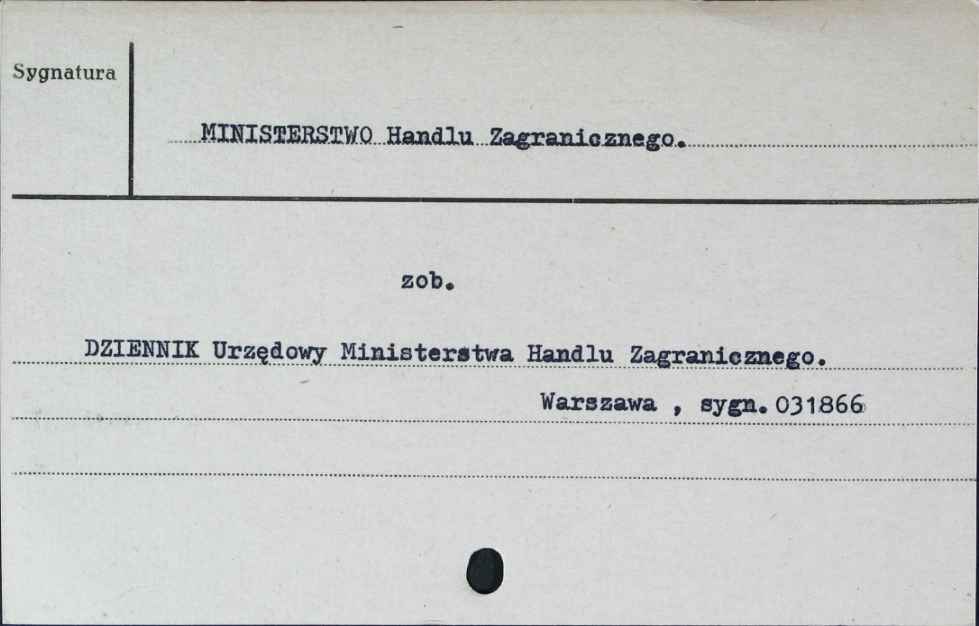 Sygnatura
MINISTERSTWO Handlu Zagranicznego.
zob.
DZIENNIK Urzędowy Ministerstwa Handlu Zagranicznego.
Warszawa , sygn. 031866